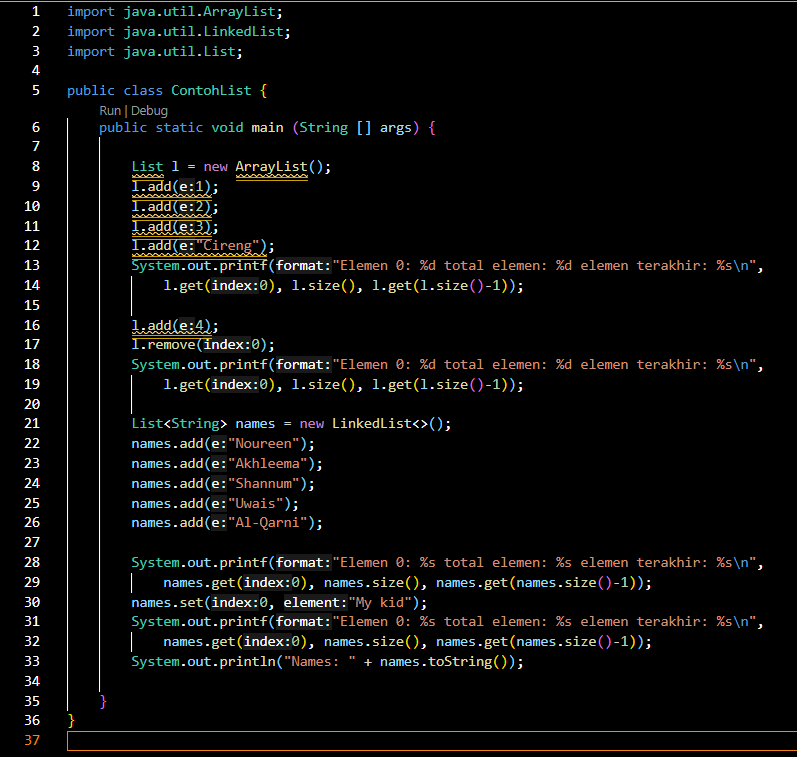 1 import java.util.ArrayList;
2 import java.util.LinkedList;
3 import java.util.List;
4
5 public class ContohList {
Run | Debug
6 public static void main (String [] args) {
7
8 List l = new ArrayList();
9 l.add(e:1);
10 l.add(e:2);
11 l.add(e:3);
12 l.add(e:"Cireng");
13 System.out.printf(format:"Elemen 0: %d total elemen: %d elemen terakhir: %s\n",
14 l.get(index:0), l.size(), l.get(l.size()-1));
15
16 l.add(e:4);
17 l.remove(index:0);
18 System.out.printf(format:"Elemen 0: %d total elemen: %d elemen terakhir: %s\n",
19 l.get(index:0), l.size(), l.get(l.size()-1));
20
21 List<String> names = new LinkedList<>();
22 names.add(e:"Noureen");
23 names.add(e:"Akhleema");
24 names.add(e:"Shannum");
25 names.add(e:"Uwais");
26 names.add(e:"Al-Qarni");
27
28 System.out.printf(format:"Elemen 0: %s total elemen: %s elemen terakhir: %s\n",
29 names.get(index:0), names.size(), names.get(names.size()-1));
30 names.set(index:0, element:"My kid");
31 System.out.printf(format:"Elemen 0: %s total elemen: %s elemen terakhir: %s\n",
32 names.get(index:0), names.size(), names.get(names.size()-1));
33 System.out.println("Names: " + names.toString());
34
35 }
36 }
37